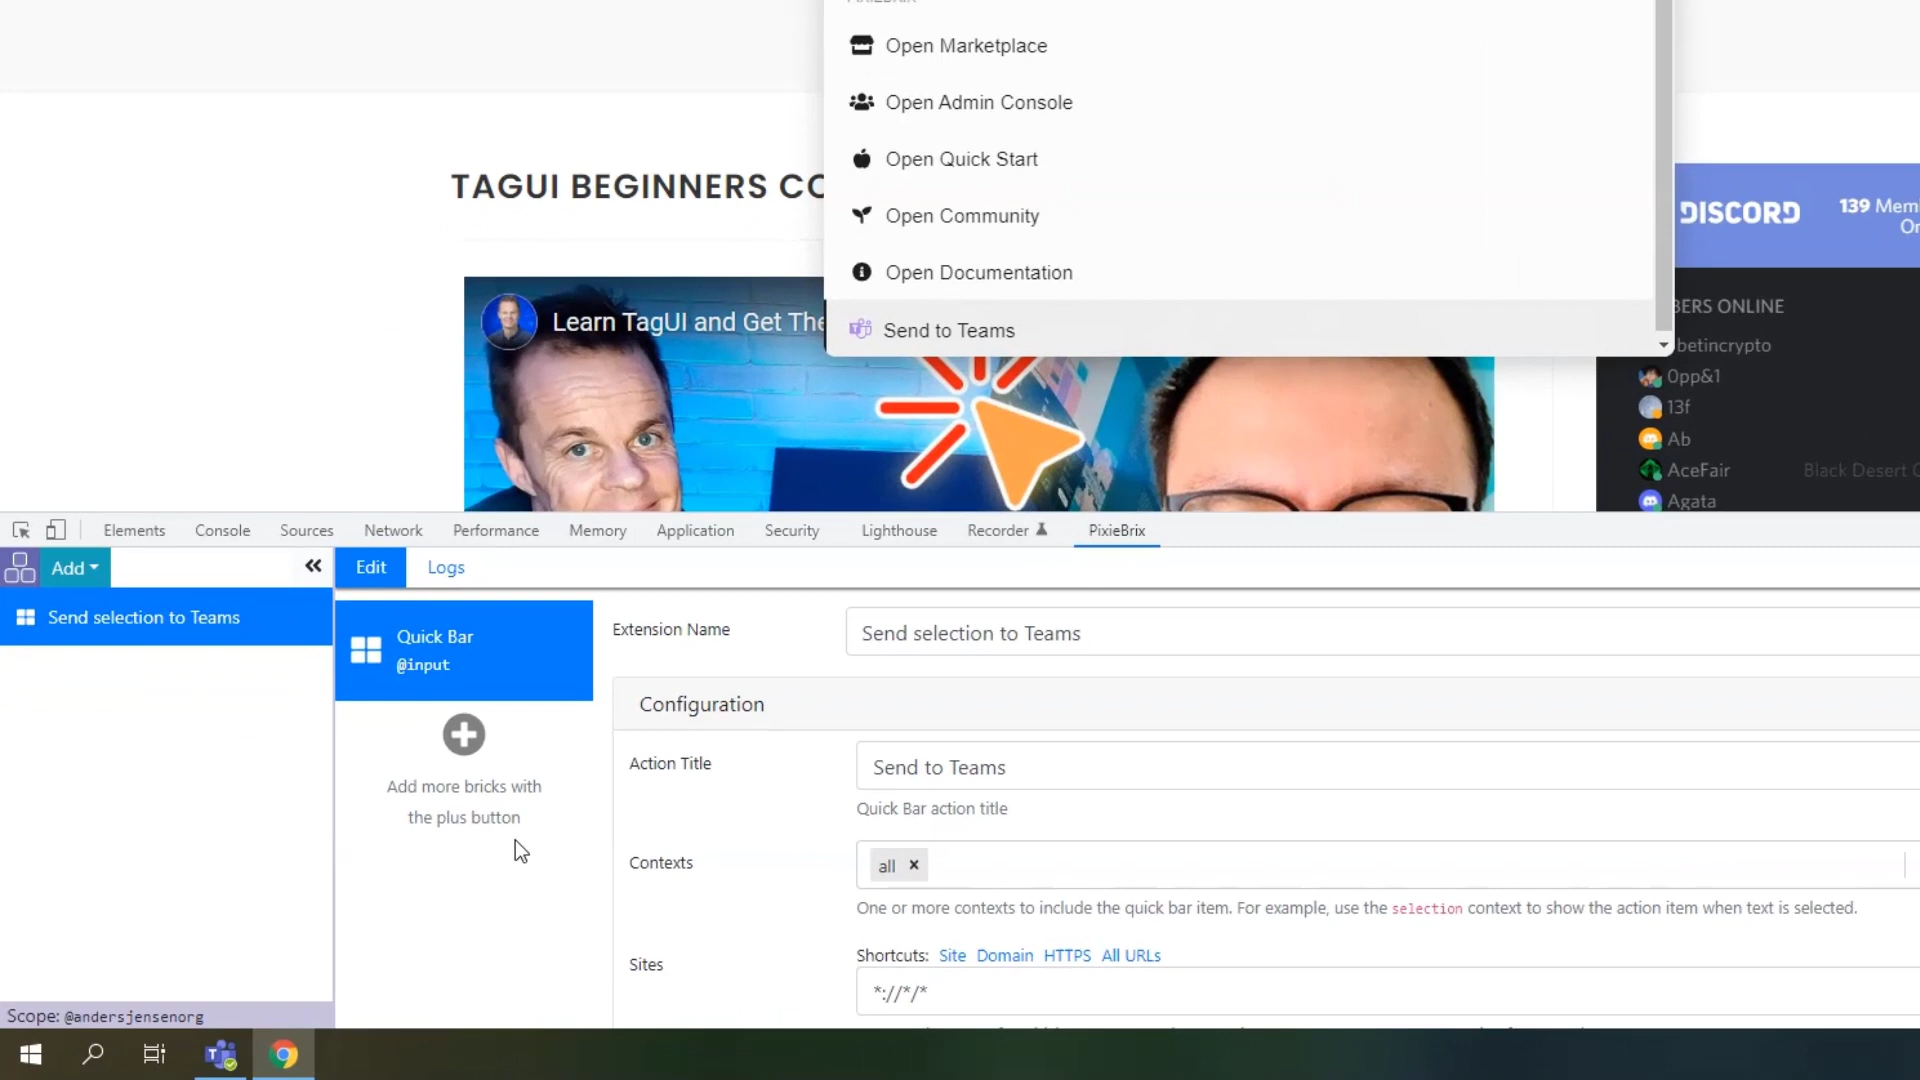 Open Marketplace
Open Admin Console
Open Quick Start
Open Community
Open Documentation
Send to Teams
TAGUI BEGINNERS CO
Learn TagUI and Get The
DISCORD
139 Mem
On
BERS ONLINE
betincrypto
0pp&1
13f
Ab
AceFair
Black Desert
Agata
Elements Console Sources Network Performance Memory Application Security Lighthouse Recorder PixieBrix
Add
Edit
Logs
Send selection to Teams
Quick Bar
@input
Add more bricks with
the plus button
Extension Name
Send selection to Teams
Configuration
Action Title
Send to Teams
Quick Bar action title
Contexts
all
One or more contexts to include the quick bar item. For example, use the selection context to show the action item when text is selected.
Sites
Shortcuts: Site Domain HTTPS All URLs
*://*/*
Scope: @andersjensenorg